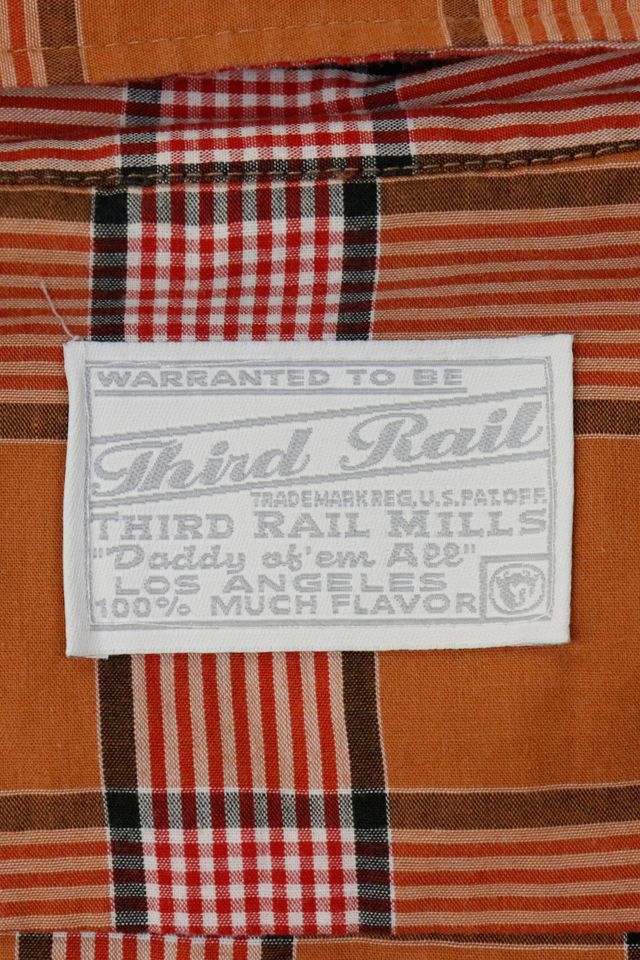 WARRANTED TO BE
Third Rail
TRADEMARK REG. U.S. PAT. OFF.
THIRD RAIL MILLS
"Daddy of 'em All"
LOS ANGELES
100% MUCH FLAVOR